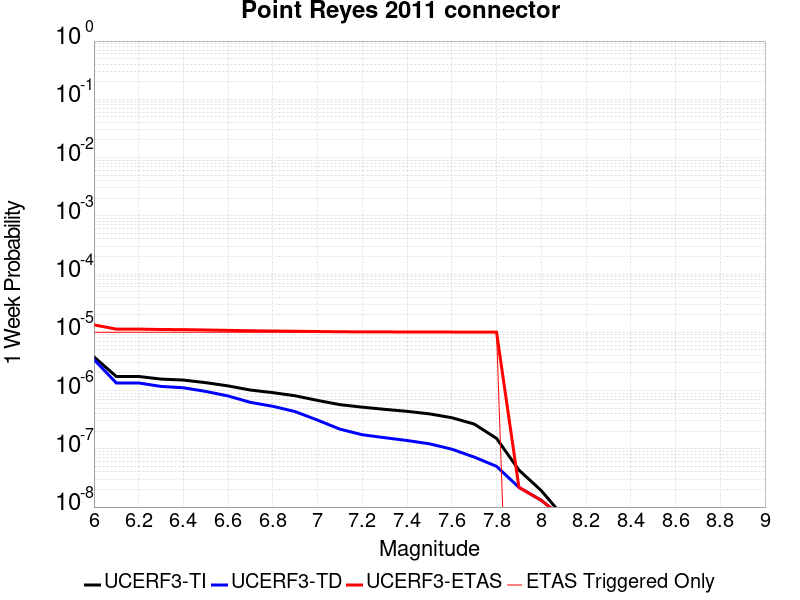 Point Reyes 2011 connector
10^0
10^-1
10^-2
10^-3
10^-4
10^-5
10^-6
10^-7
10^-8
1 Week Probability
6 6.2 6.4 6.6 6.8 7 7.2 7.4 7.6 7.8 8 8.2 8.4 8.6 8.8 9
Magnitude
UCERF3-TI UCERF3-TD UCERF3-ETAS ETAS Triggered Only